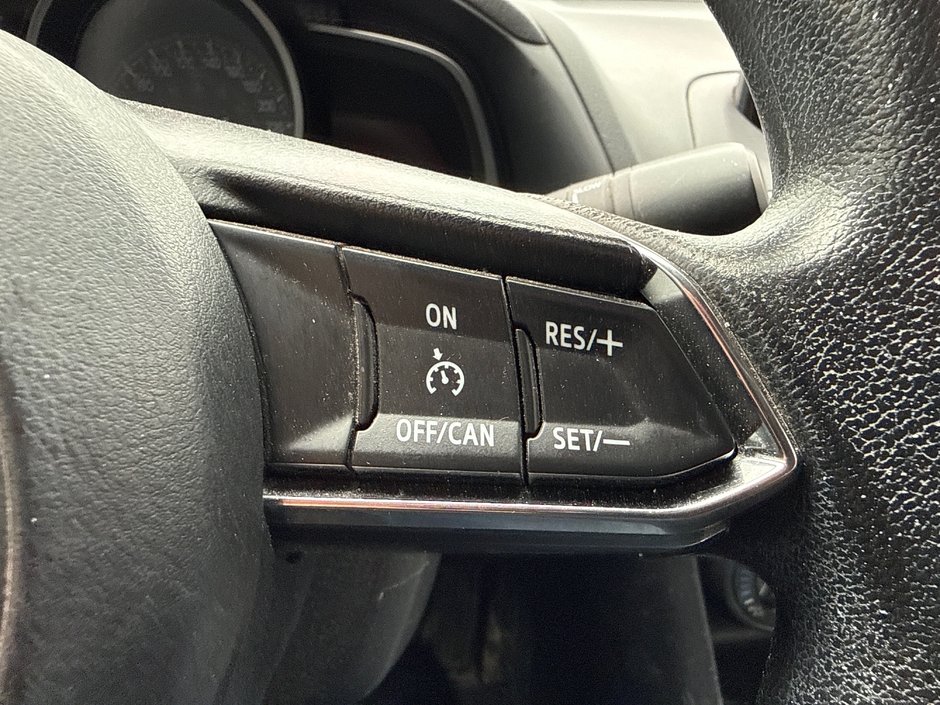 ON
RES/+
OFF/CAN
SET/—